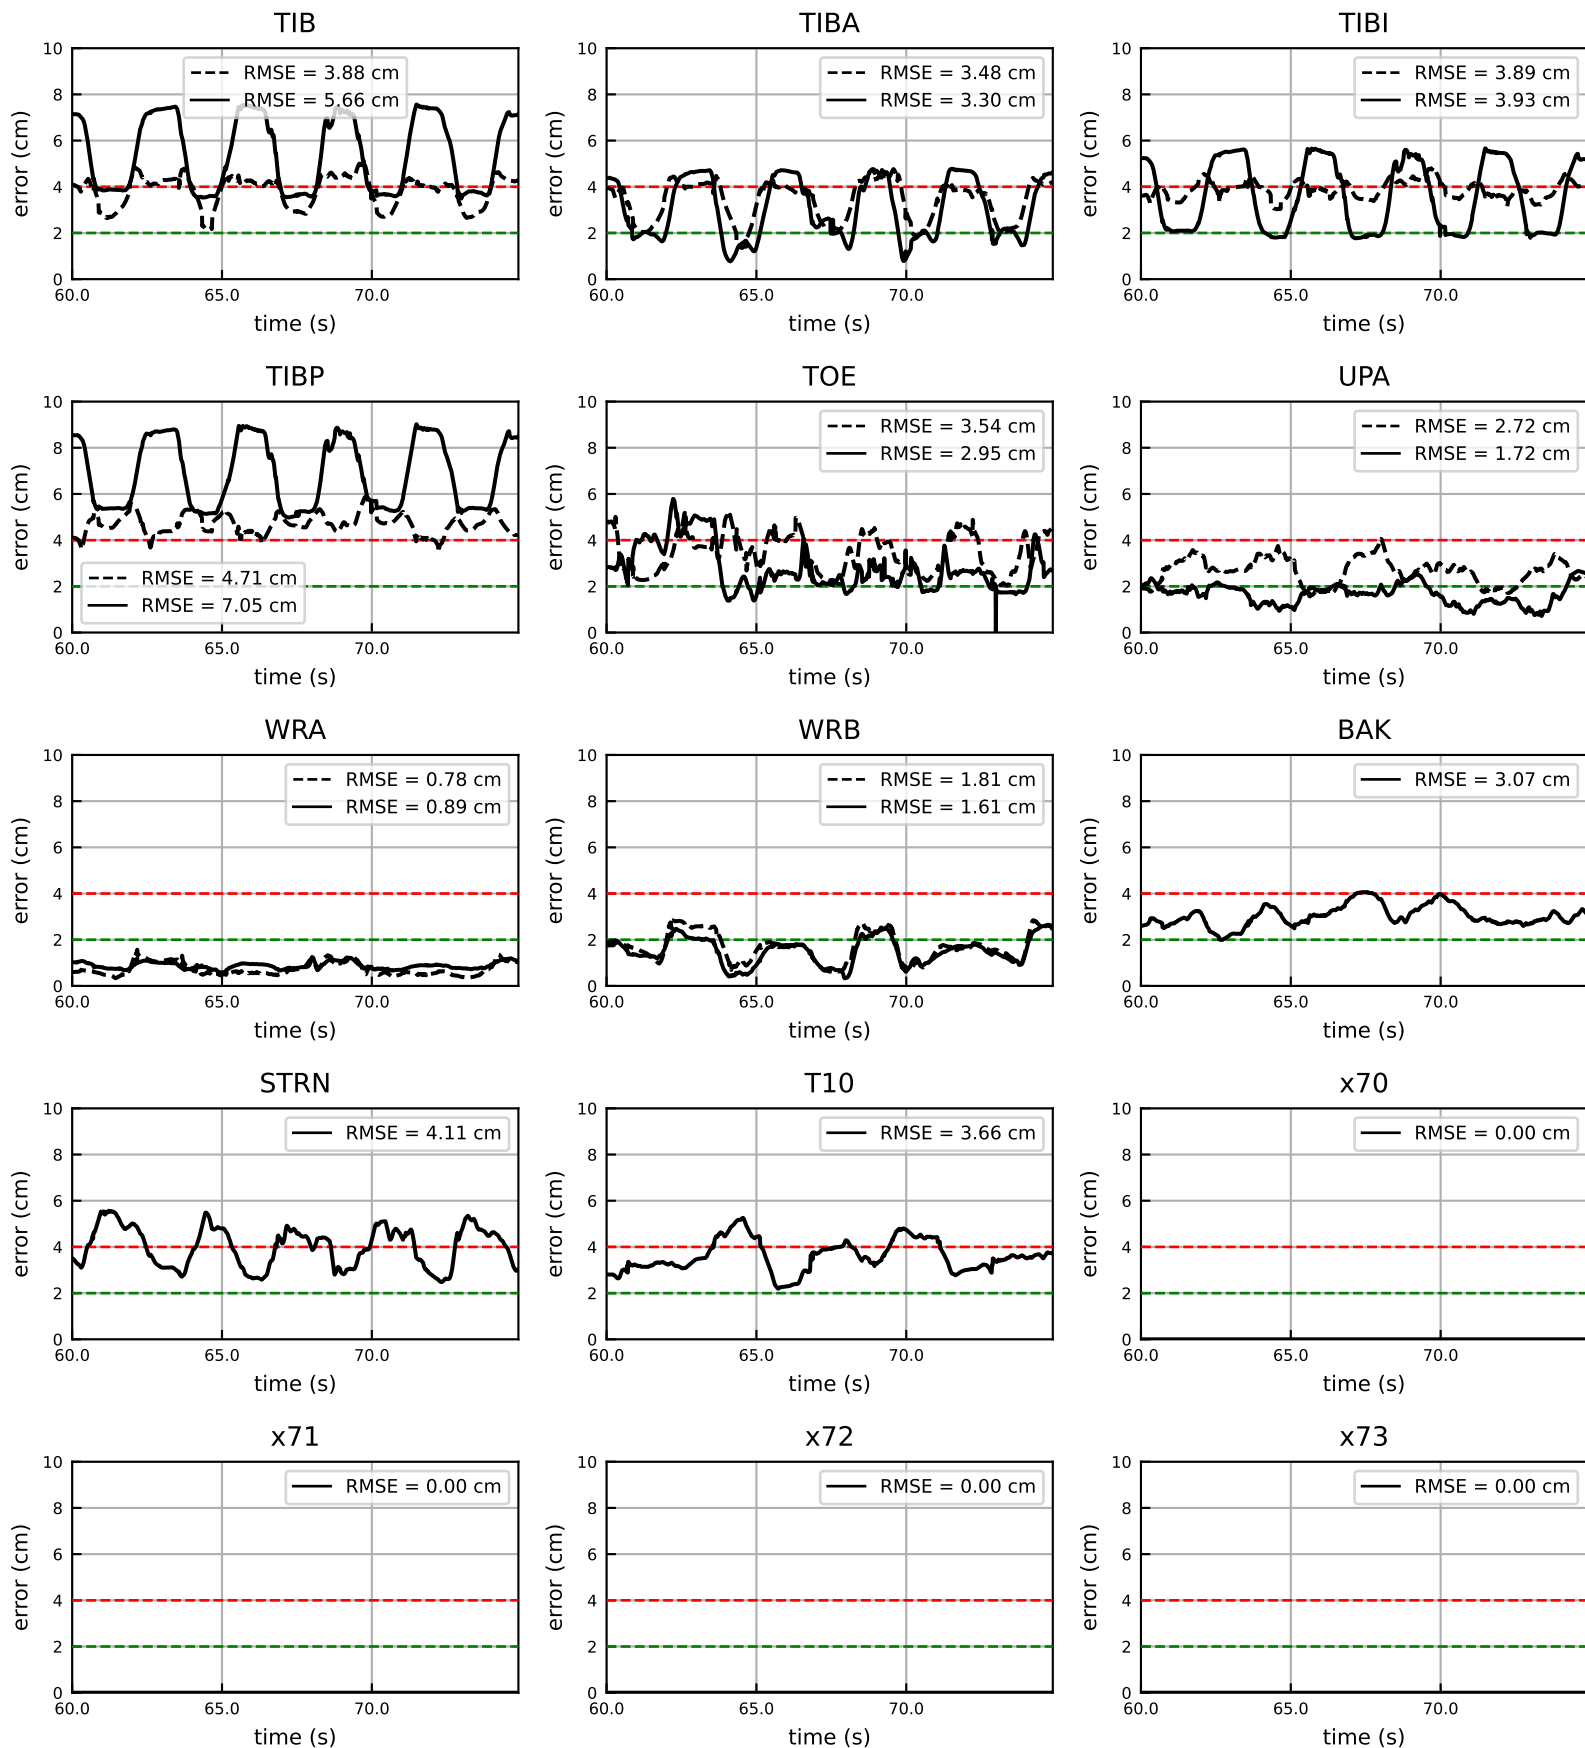 TIB
TIBA
TIBI
RMSE = 3.88 cm
RMSE = 5.66 cm
RMSE = 3.48 cm
RMSE = 3.30 cm
RMSE = 3.89 cm
RMSE = 3.93 cm
error (cm)
10
8
6
4
2
0
60.0
65.0
70.0
time (s)
error (cm)
10
8
6
4
2
0
60.0
65.0
70.0
time (s)
error (cm)
10
8
6
4
2
0
60.0
65.0
70.0
time (s)
TIBP
TOE
UPA
RMSE = 4.71 cm
RMSE = 7.05 cm
RMSE = 3.54 cm
RMSE = 2.95 cm
RMSE = 2.72 cm
RMSE = 1.72 cm
error (cm)
10
8
6
4
2
0
60.0
65.0
70.0
time (s)
error (cm)
10
8
6
4
2
0
60.0
65.0
70.0
time (s)
error (cm)
10
8
6
4
2
0
60.0
65.0
70.0
time (s)
WRA
WRB
BAK
RMSE = 0.78 cm
RMSE = 0.89 cm
RMSE = 1.81 cm
RMSE = 1.61 cm
RMSE = 3.07 cm
error (cm)
10
8
6
4
2
0
60.0
65.0
70.0
time (s)
error (cm)
10
8
6
4
2
0
60.0
65.0
70.0
time (s)
error (cm)
10
8
6
4
2
0
60.0
65.0
70.0
time (s)
STRN
T10
x70
RMSE = 4.11 cm
RMSE = 3.66 cm
RMSE = 0.00 cm
error (cm)
10
8
6
4
2
0
60.0
65.0
70.0
time (s)
error (cm)
10
8
6
4
2
0
60.0
65.0
70.0
time (s)
error (cm)
10
8
6
4
2
0
60.0
65.0
70.0
time (s)
x71
x72
x73
RMSE = 0.00 cm
RMSE = 0.00 cm
RMSE = 0.00 cm
error (cm)
10
8
6
4
2
0
60.0
65.0
70.0
time (s)
error (cm)
10
8
6
4
2
0
60.0
65.0
70.0
time (s)
error (cm)
10
8
6
4
2
0
60.0
65.0
70.0
time (s)